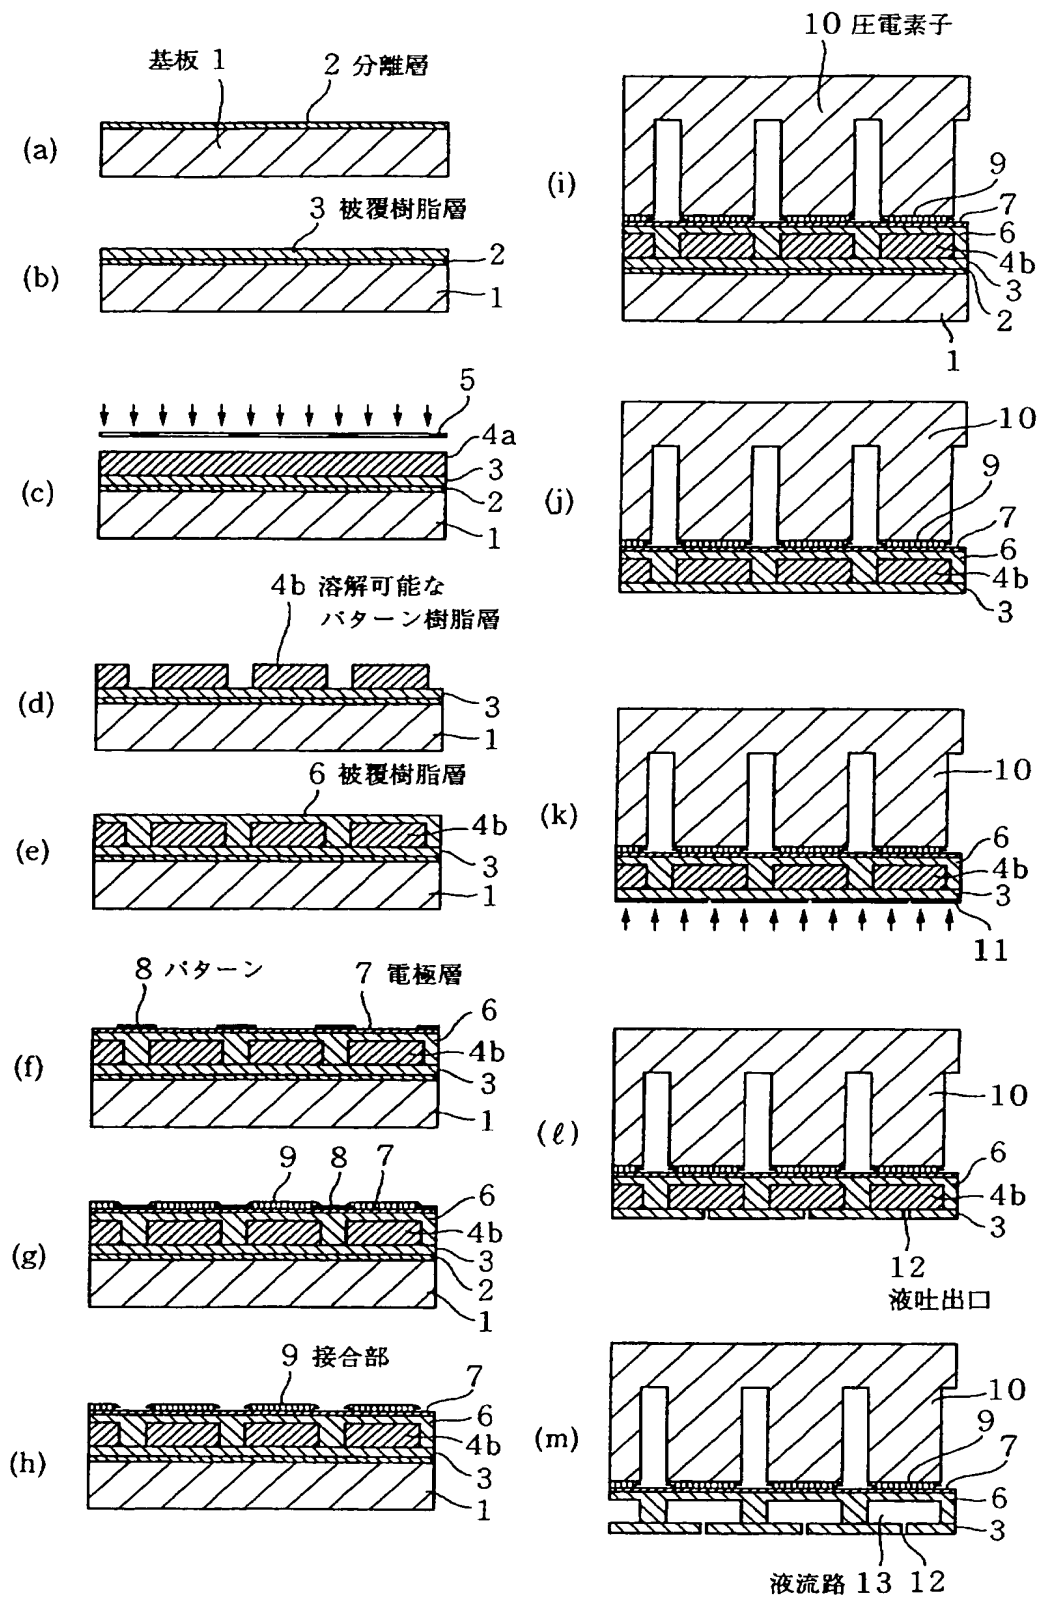 (a)
基板 1
2 分離層
(b)
3 被覆樹脂層
2
1
(c)
5
4a
3
2
1
(d)
4b 溶解可能な
パターン樹脂層
3
1
(e)
6 被覆樹脂層
4b
3
1
(f)
8 パターン
7 電極層
6
4b
3
1
(g)
9
8
7
6
4b
3
2
1
(h)
9 接合部
7
6
4b
3
1
(i)
10 圧電素子
9
7
6
4b
3
2
1
(j)
10
9
7
6
4b
3
(k)
10
6
4b
3
11
(ℓ)
10
6
4b
3
12
液吐出口
(m)
10
9
7
6
3
液流路 13
12